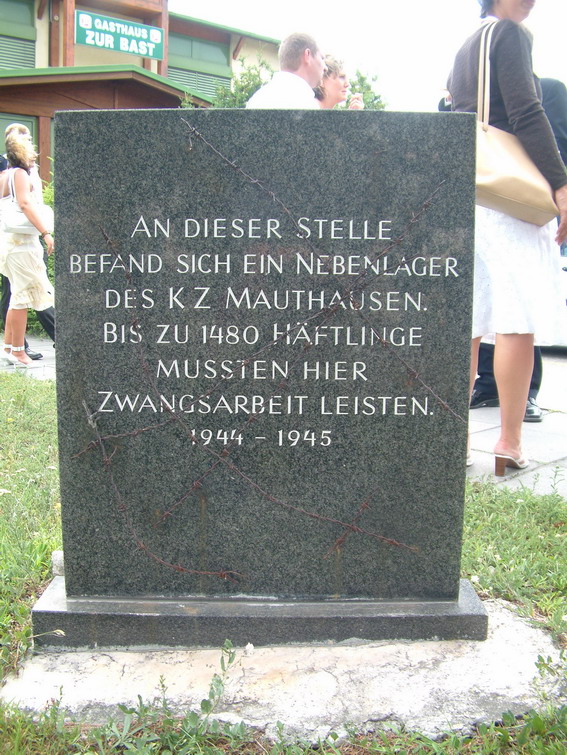 GASTHAUS
ZUR BAST
AN DIESER STELLE
BEFAND SICH EIN NEBENLAGER
DES KZ MAUTHAUSEN.
BIS ZU 1480 HÄFTLINGE
MUSSTEN HIER
ZWANGSARBEIT LEISTEN.
1944 – 1945